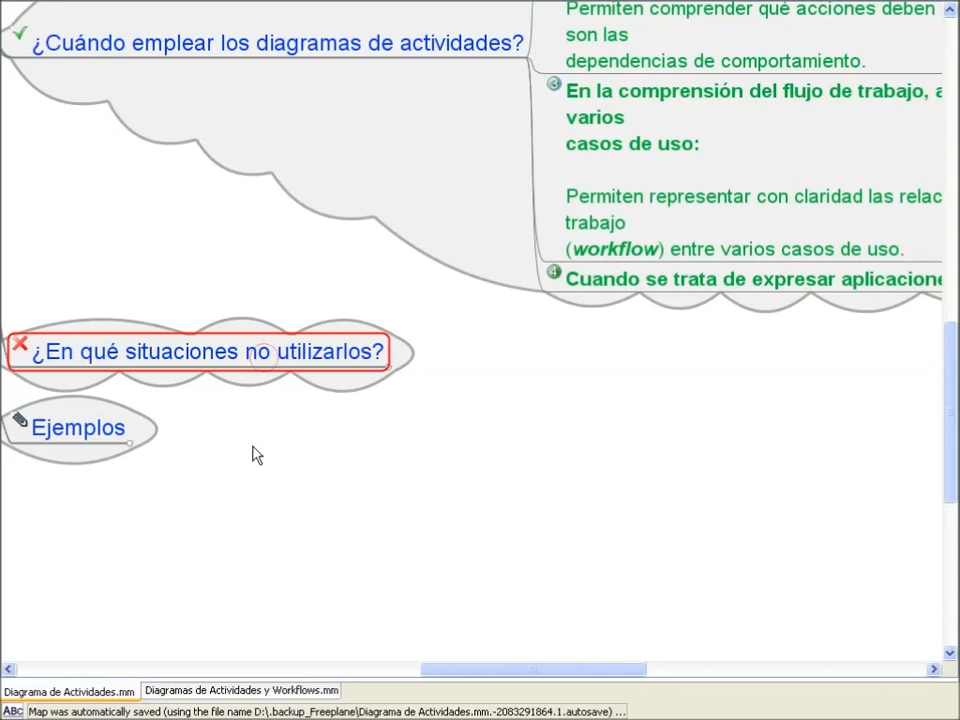 Permiten comprender qué acciones deben
¿Cuándo emplear los diagramas de actividades?
son las
dependencias de comportamiento.
3
En la comprensión del flujo de trabajo, a
varios
casos de uso:
Permiten representar con claridad las relac
trabajo
(workflow) entre varios casos de uso.
4
Cuando se trata de expresar aplicacione
¿En qué situaciones no utilizarlos?
Ejemplos
Diagrama de Actividades.mm
Diagramas de Actividades y Workflows.mm
ABC
Map was automatically saved (using the file name D:\.backup_Freeplane\Diagrama de Actividades.mm.-2083291864.1.autosave) ...